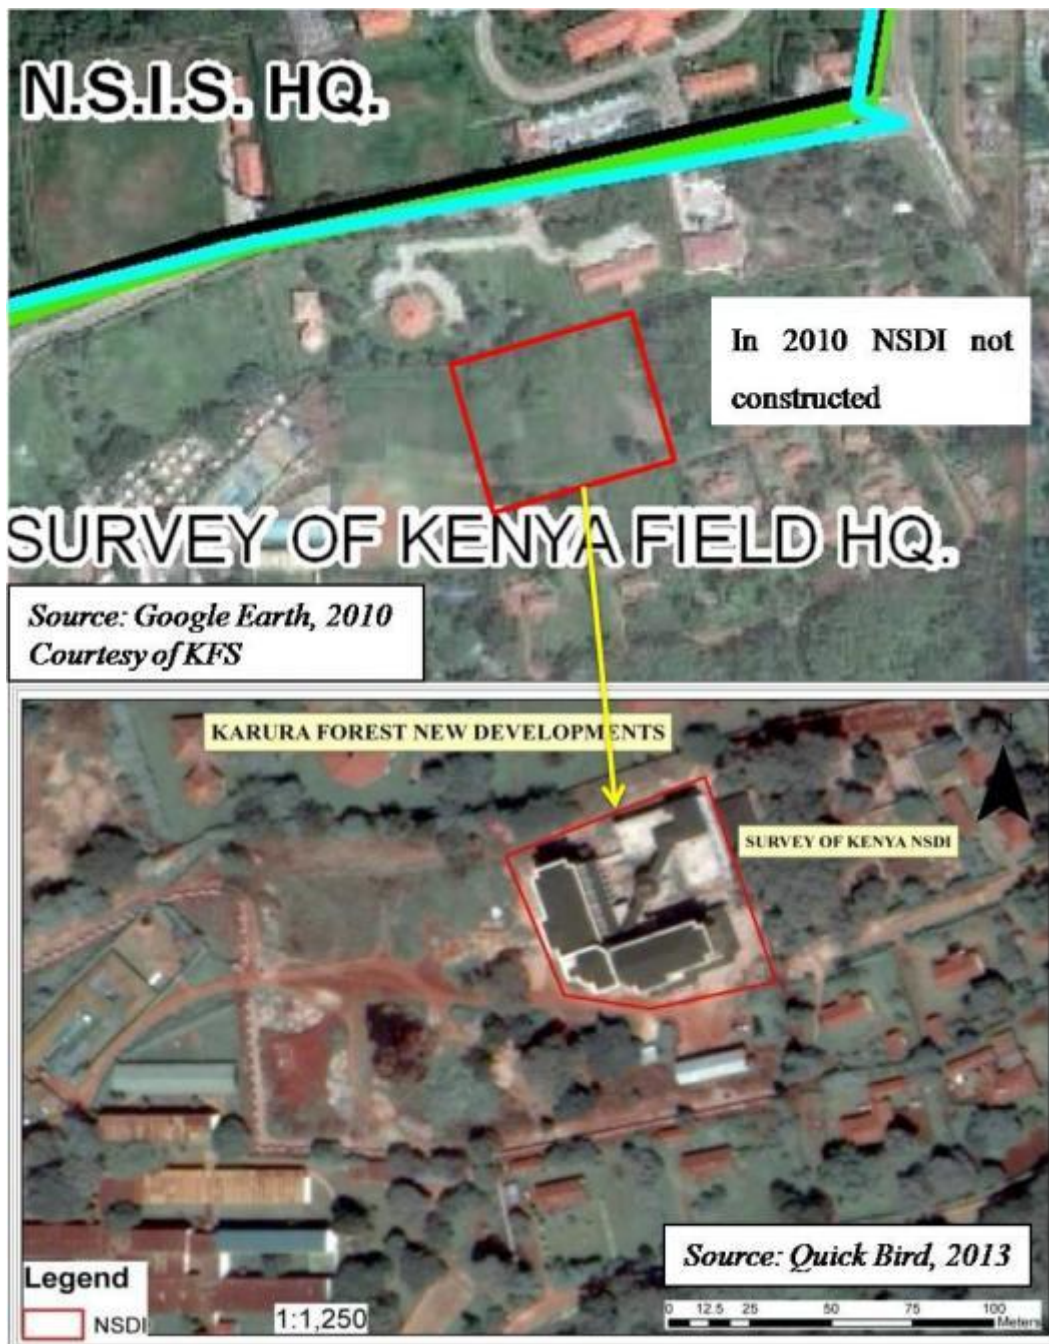 N.S.I.S. HQ.
In 2010 NSDI not
constructed
SURVEY OF KENYA FIELD HQ.
Source: Google Earth, 2010
Courtesy of KFS
KARURA FOREST NEW DEVELOPMENTS
N
SURVEY OF KENYA NSDI
Source: Quick Bird, 2013
Legend
NSDI
1:1,250
0 12.5 25 50 75 100
Meters